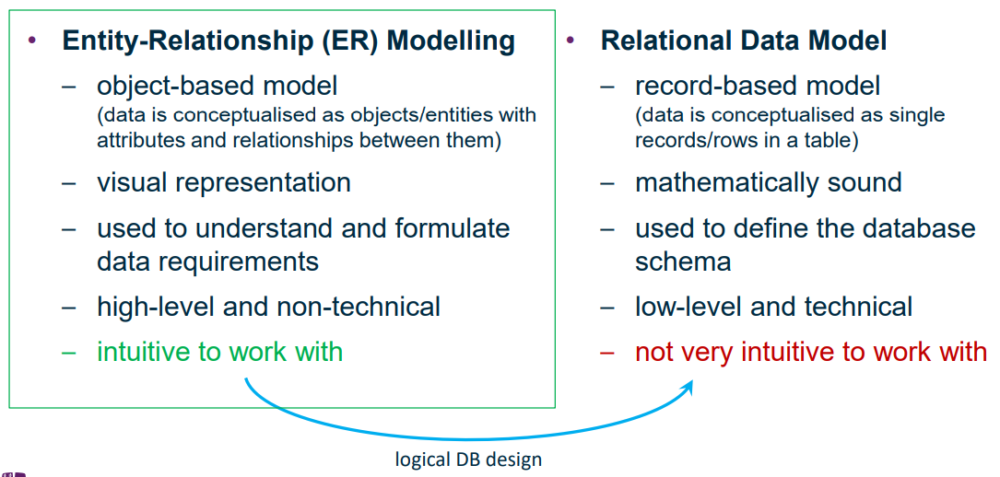 • Entity-Relationship (ER) Modelling
– object-based model
(data is conceptualised as objects/entities with
attributes and relationships between them)
– visual representation
– used to understand and formulate
data requirements
– high-level and non-technical
– intuitive to work with
• Relational Data Model
– record-based model
(data is conceptualised as single
records/rows in a table)
– mathematically sound
– used to define the database
schema
– low-level and technical
– not very intuitive to work with
logical DB design